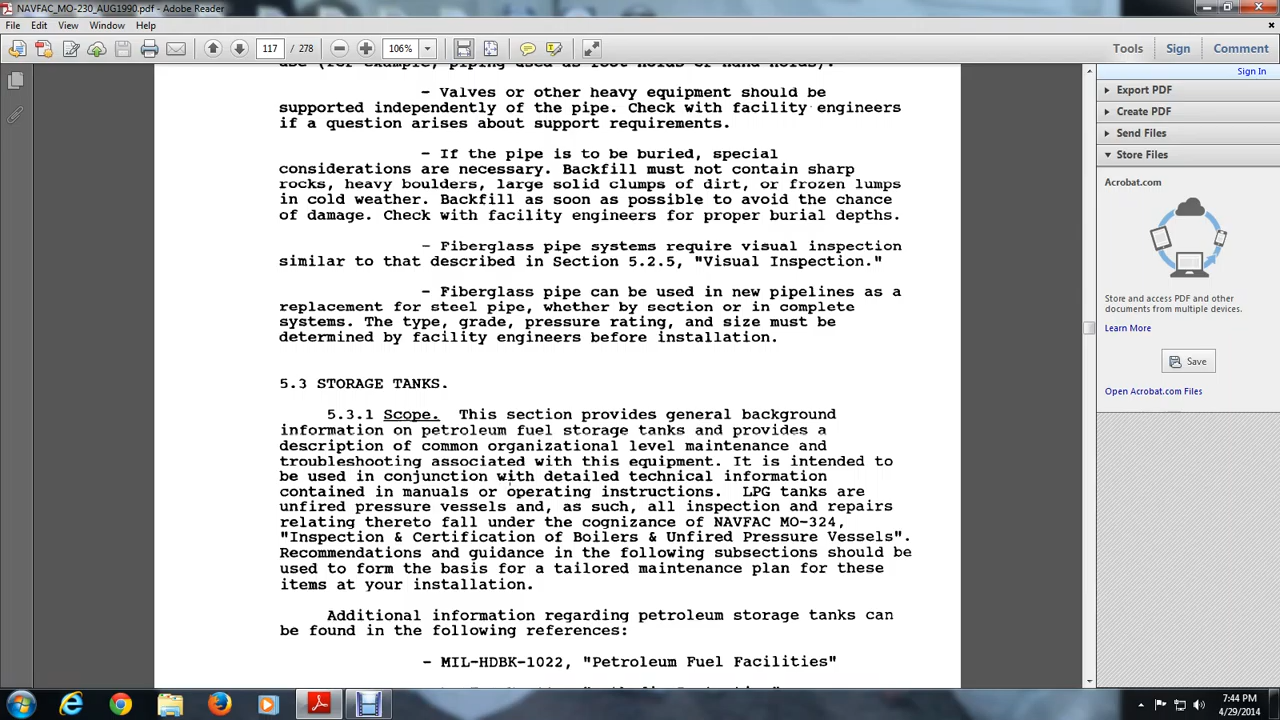 NAVFAC_MO-230_AUG1990.pdf - Adobe Reader
File Edit View Window Help
117 / 278 106% Tools Sign Comment
Sign In
use (for example, piping used as foot holds or hand holds).
- Valves or other heavy equipment should be
supported independently of the pipe. Check with facility engineers
if a question arises about support requirements.
- If the pipe is to be buried, special
considerations are necessary. Backfill must not contain sharp
rocks, heavy boulders, large solid clumps of dirt, or frozen lumps
in cold weather. Backfill as soon as possible to avoid the chance
of damage. Check with facility engineers for proper burial depths.
- Fiberglass pipe systems require visual inspection
similar to that described in Section 5.2.5, "Visual Inspection."
- Fiberglass pipe can be used in new pipelines as a
replacement for steel pipe, whether by section or in complete
systems. The type, grade, pressure rating, and size must be
determined by facility engineers before installation.
5.3 STORAGE TANKS.
5.3.1 Scope. This section provides general background
information on petroleum fuel storage tanks and provides a
description of common organizational level maintenance and
troubleshooting associated with this equipment. It is intended to
be used in conjunction with detailed technical information
contained in manuals or operating instructions. LPG tanks are
unfired pressure vessels and, as such, all inspection and repairs
relating thereto fall under the cognizance of NAVFAC MO-324,
"Inspection & Certification of Boilers & Unfired Pressure Vessels".
Recommendations and guidance in the following subsections should be
used to form the basis for a tailored maintenance plan for these
items at your installation.
Additional information regarding petroleum storage tanks can
be found in the following references:
- MIL-HDBK-1022, "Petroleum Fuel Facilities"
Export PDF
Create PDF
Send Files
Store Files
Acrobat.com
Store and access PDF and other
documents from multiple devices.
Learn More
Save
Open Acrobat.com Files
7:44 PM
4/29/2014